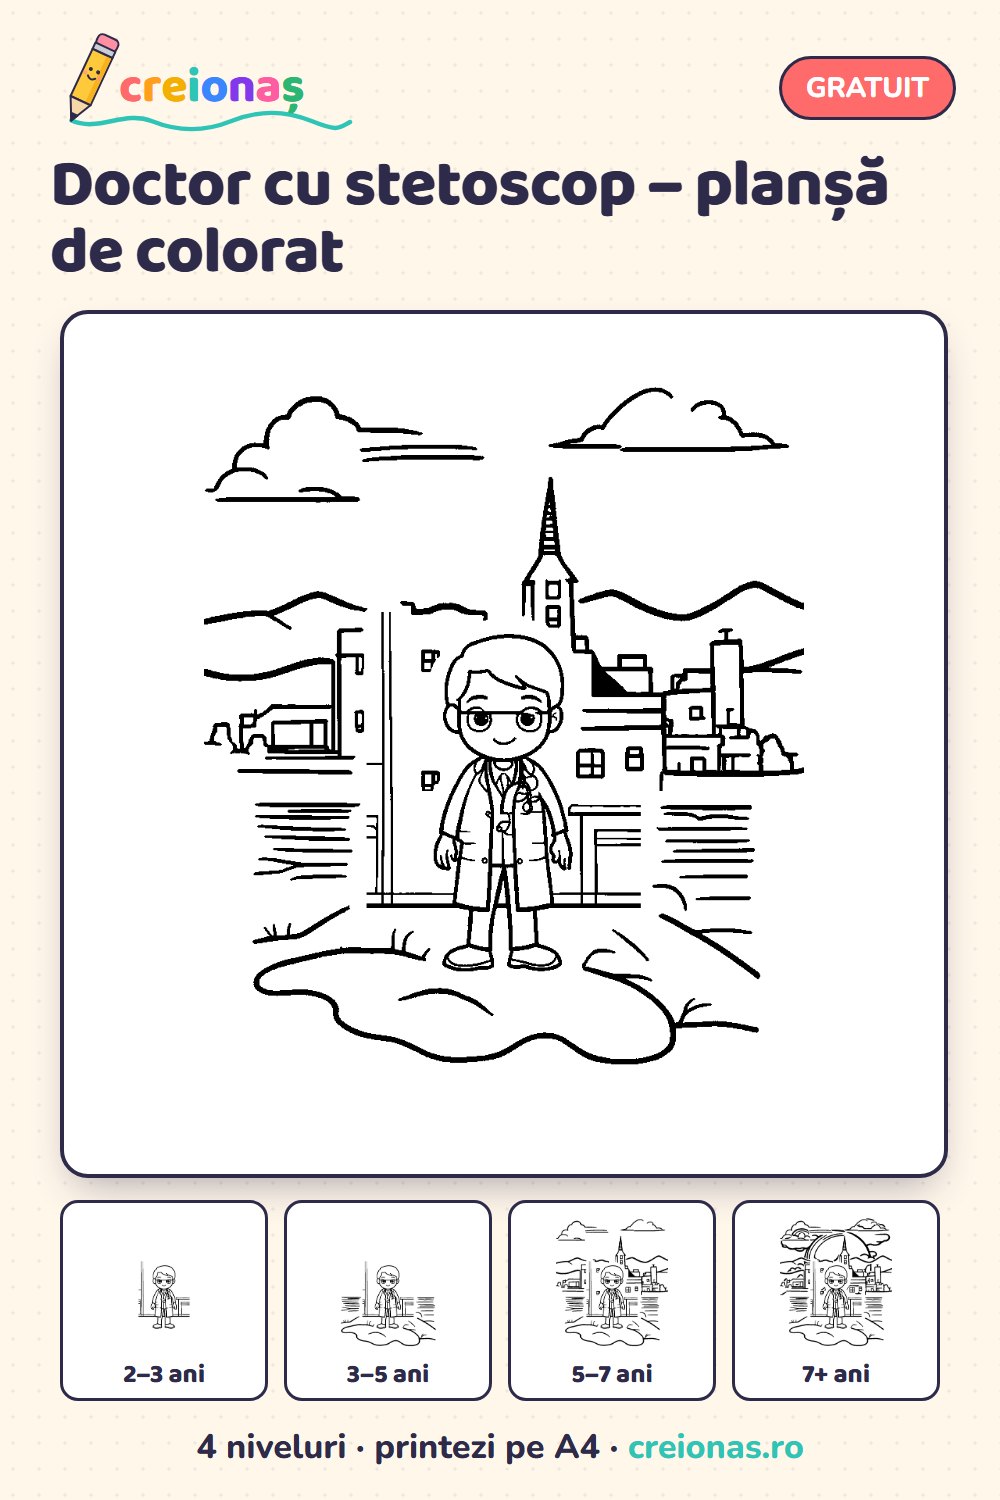 creionaș
GRATUIT
Doctor cu stetoscop – planșă
de colorat
2–3 ani
3–5 ani
5–7 ani
7+ ani
4 niveluri · printezi pe A4 · creionas.ro